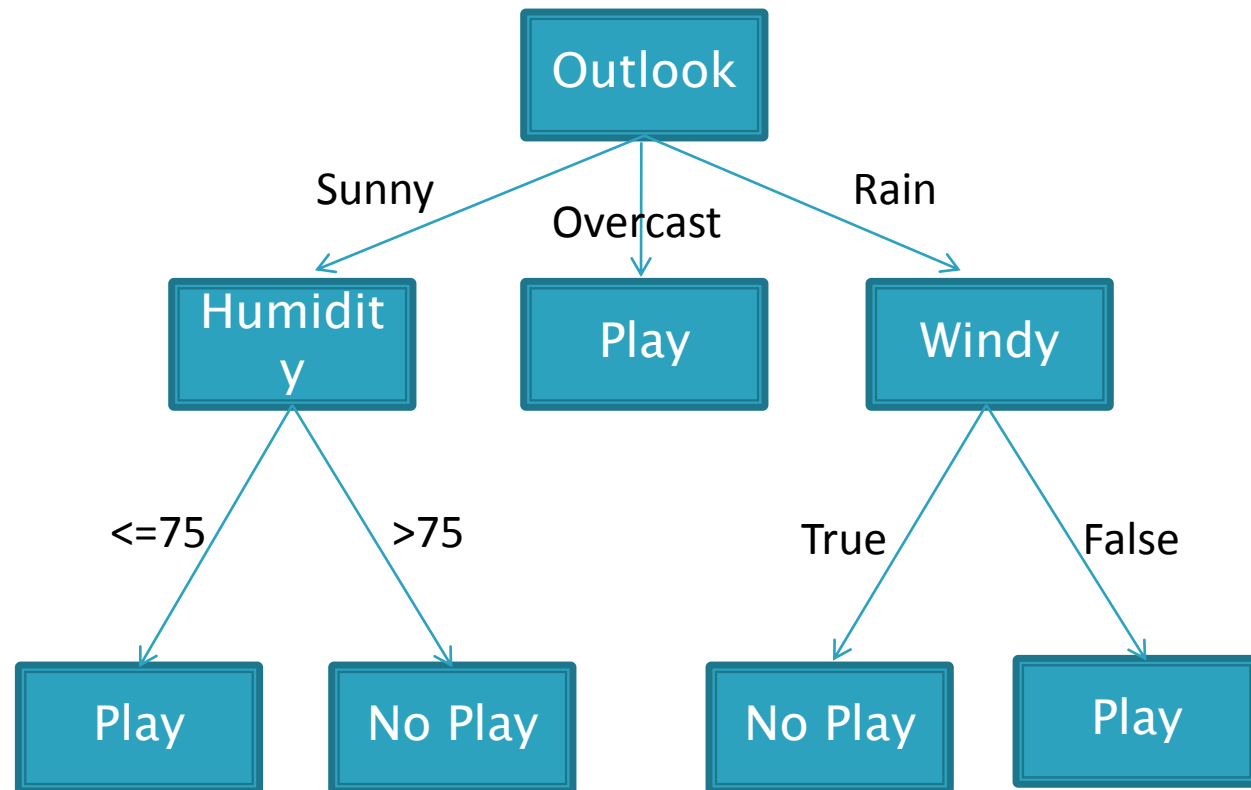 Outlook
Sunny
Overcast
Rain
Humidit
y
Play
Windy
<=75
>75
True
False
Play
No Play
No Play
Play